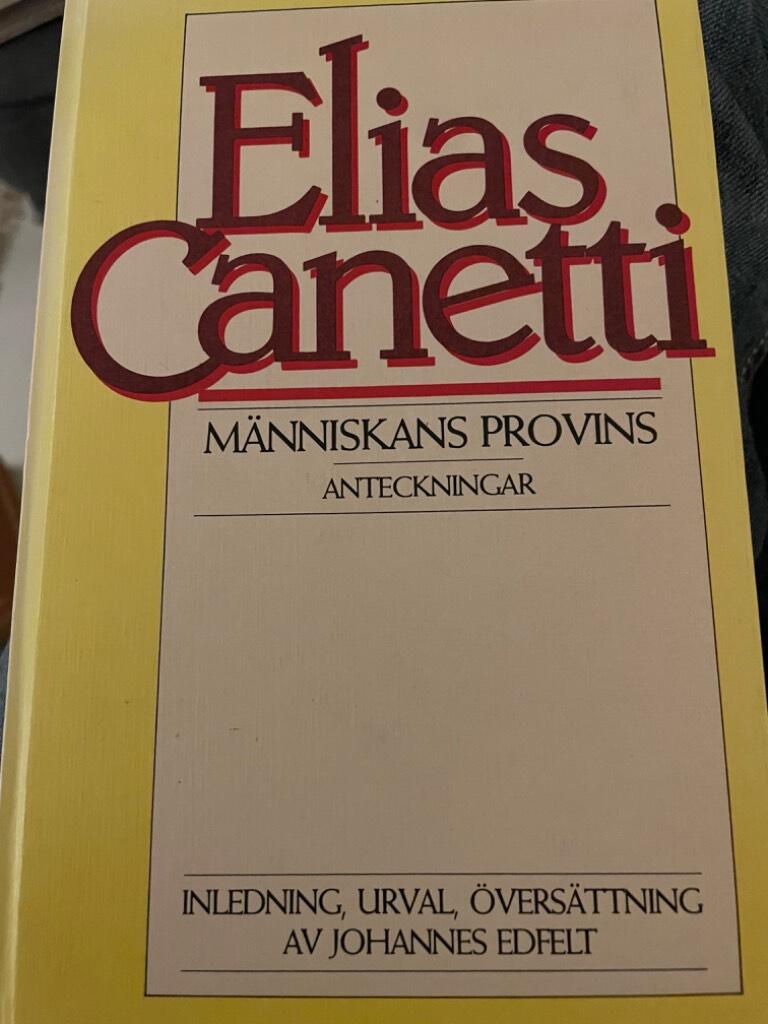 Elias
Canetti
MÄNNISKANS PROVINS
ANTECKNINGAR
INLEDNING, URVAL, ÖVERSÄTTNING
AV JOHANNES EDFELT